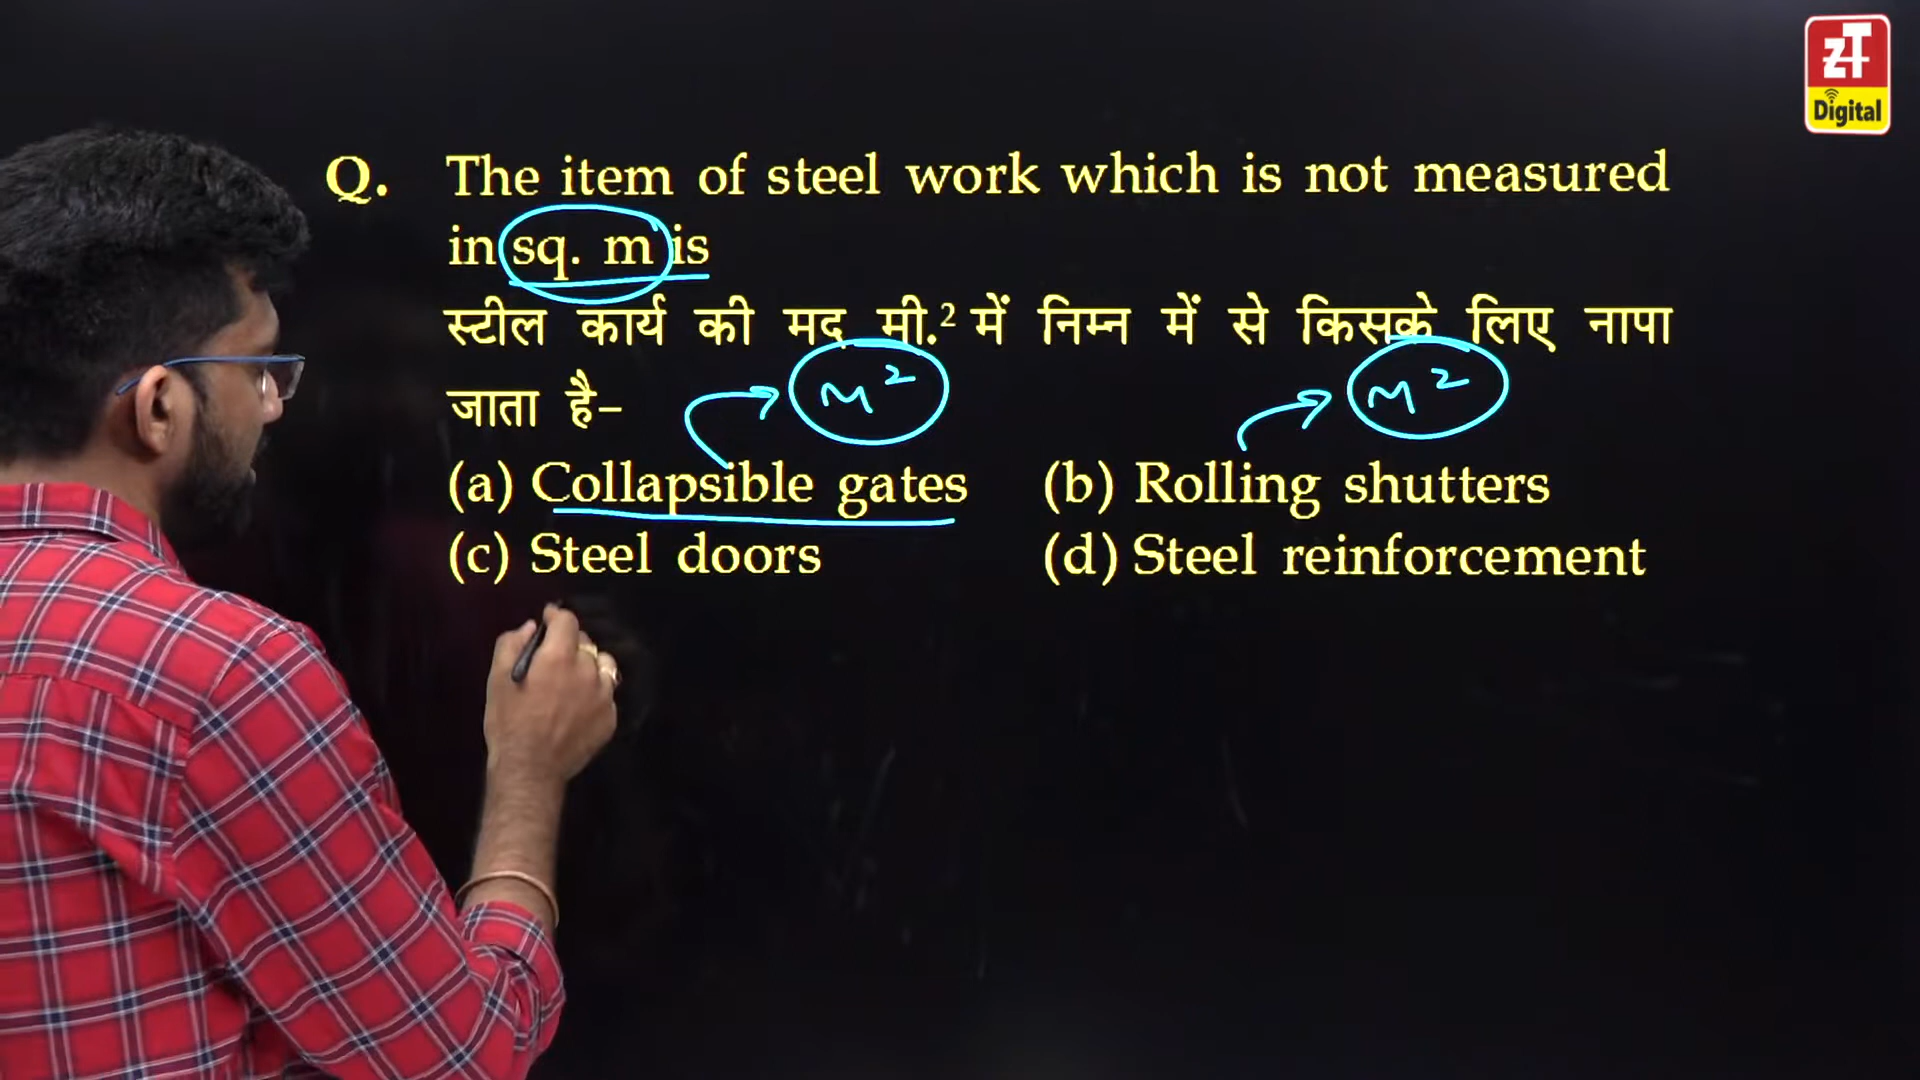 ZT
Digital
Q. The item of steel work which is not measured
in sq. m is
स्टील कार्य की मद मी.² में निम्न में से किसके लिए नापा
जाता है–
M² M²
(a) Collapsible gates (b) Rolling shutters
(c) Steel doors (d) Steel reinforcement